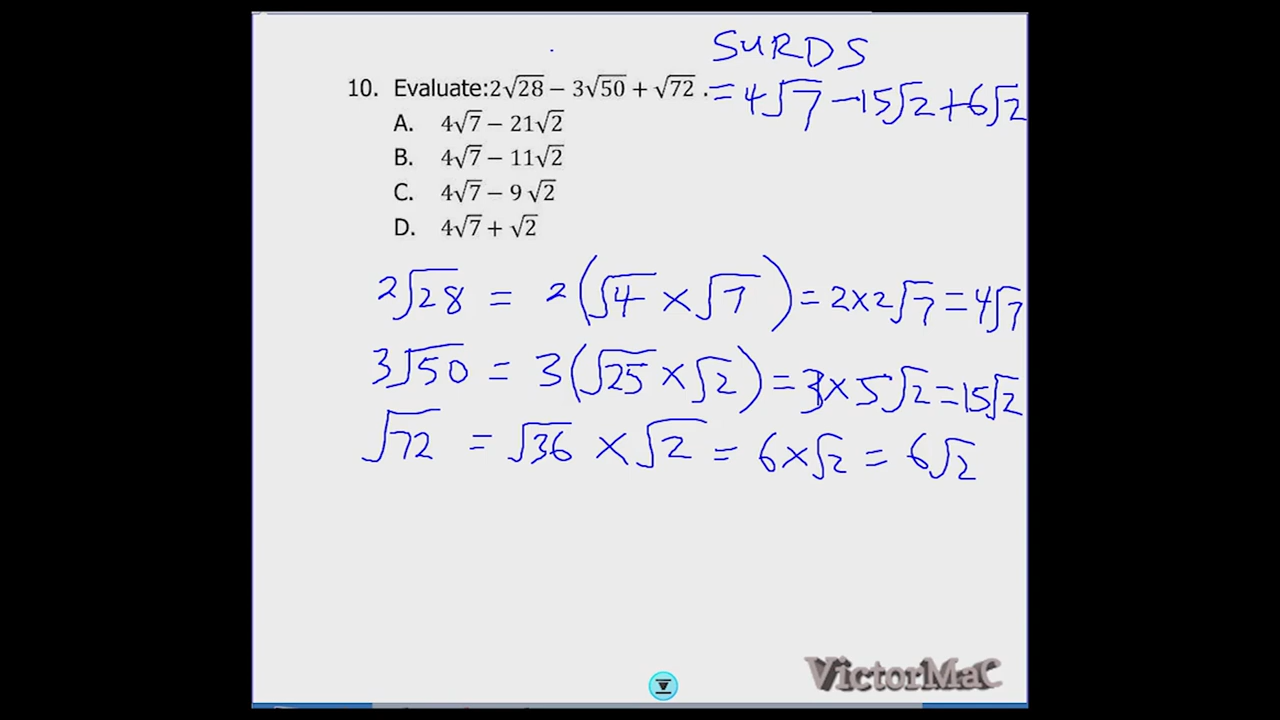 SURDS
10. Evaluate:2√28 − 3√50 + √72 . = 4√7 − 15√2 + 6√2
A. 4√7 − 21√2
B. 4√7 − 11√2
C. 4√7 − 9 √2
D. 4√7 + √2
2√28 = 2(√4 × √7) = 2×2√7 = 4√7
3√50 = 3(√25 × √2) = 3× 5√2 = 15√2
√72 = √36 × √2 = 6×√2 = 6√2
VictorMaC